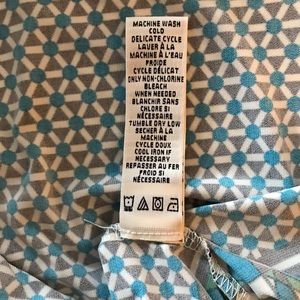 MACHINE WASH
COLD
DELICATE CYCLE
LAVER À LA
MACHINE À L'EAU
FROIDE
CYCLE DÉLICAT
ONLY NON-CHLORINE
BLEACH
WHEN NEEDED
BLANCHIR SANS
CHLORE SI
NÉCESSAIRE
TUMBLE DRY LOW
SÉCHER À LA
MACHINE
CYCLE DOUX
COOL IRON IF
NECESSARY
REPASSER AU FER
FROID SI
NÉCESSAIRE